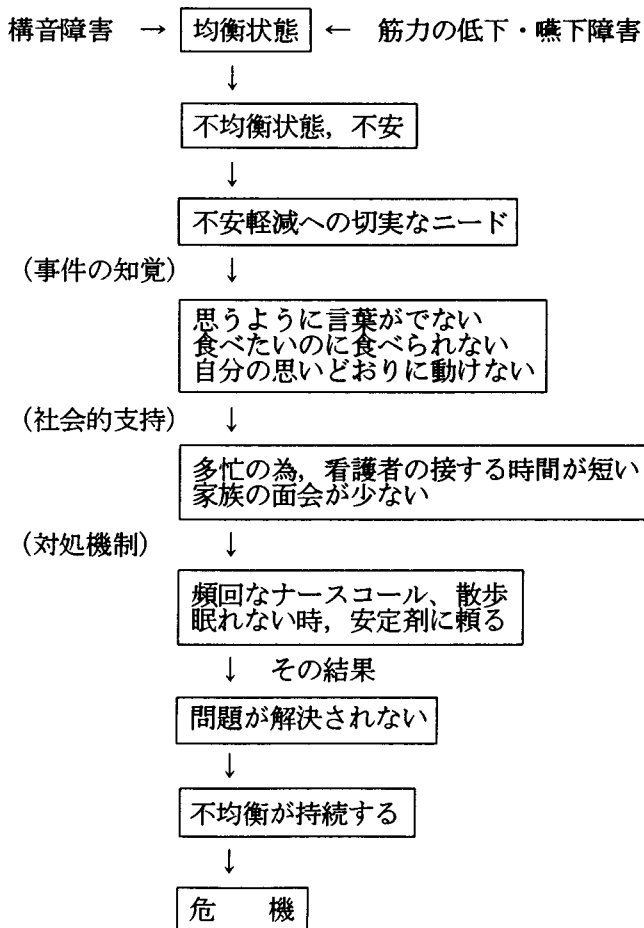 構音障害 → 均衡状態 ← 筋力の低下・嚥下障害
↓
不均衡状態，不安
↓
不安軽減への切実なニード
(事件の知覚) ↓
思うように言葉がでない
食べたいのに食べられない
自分の思いどおりに動けない
(社会的支持) ↓
多忙の為，看護者の接する時間が短い
家族の面会が少ない
(対処機制) ↓
頻回なナースコール、散歩
眠れない時，安定剤に頼る
↓ その結果
問題が解決されない
↓
不均衡が持続する
↓
危　機